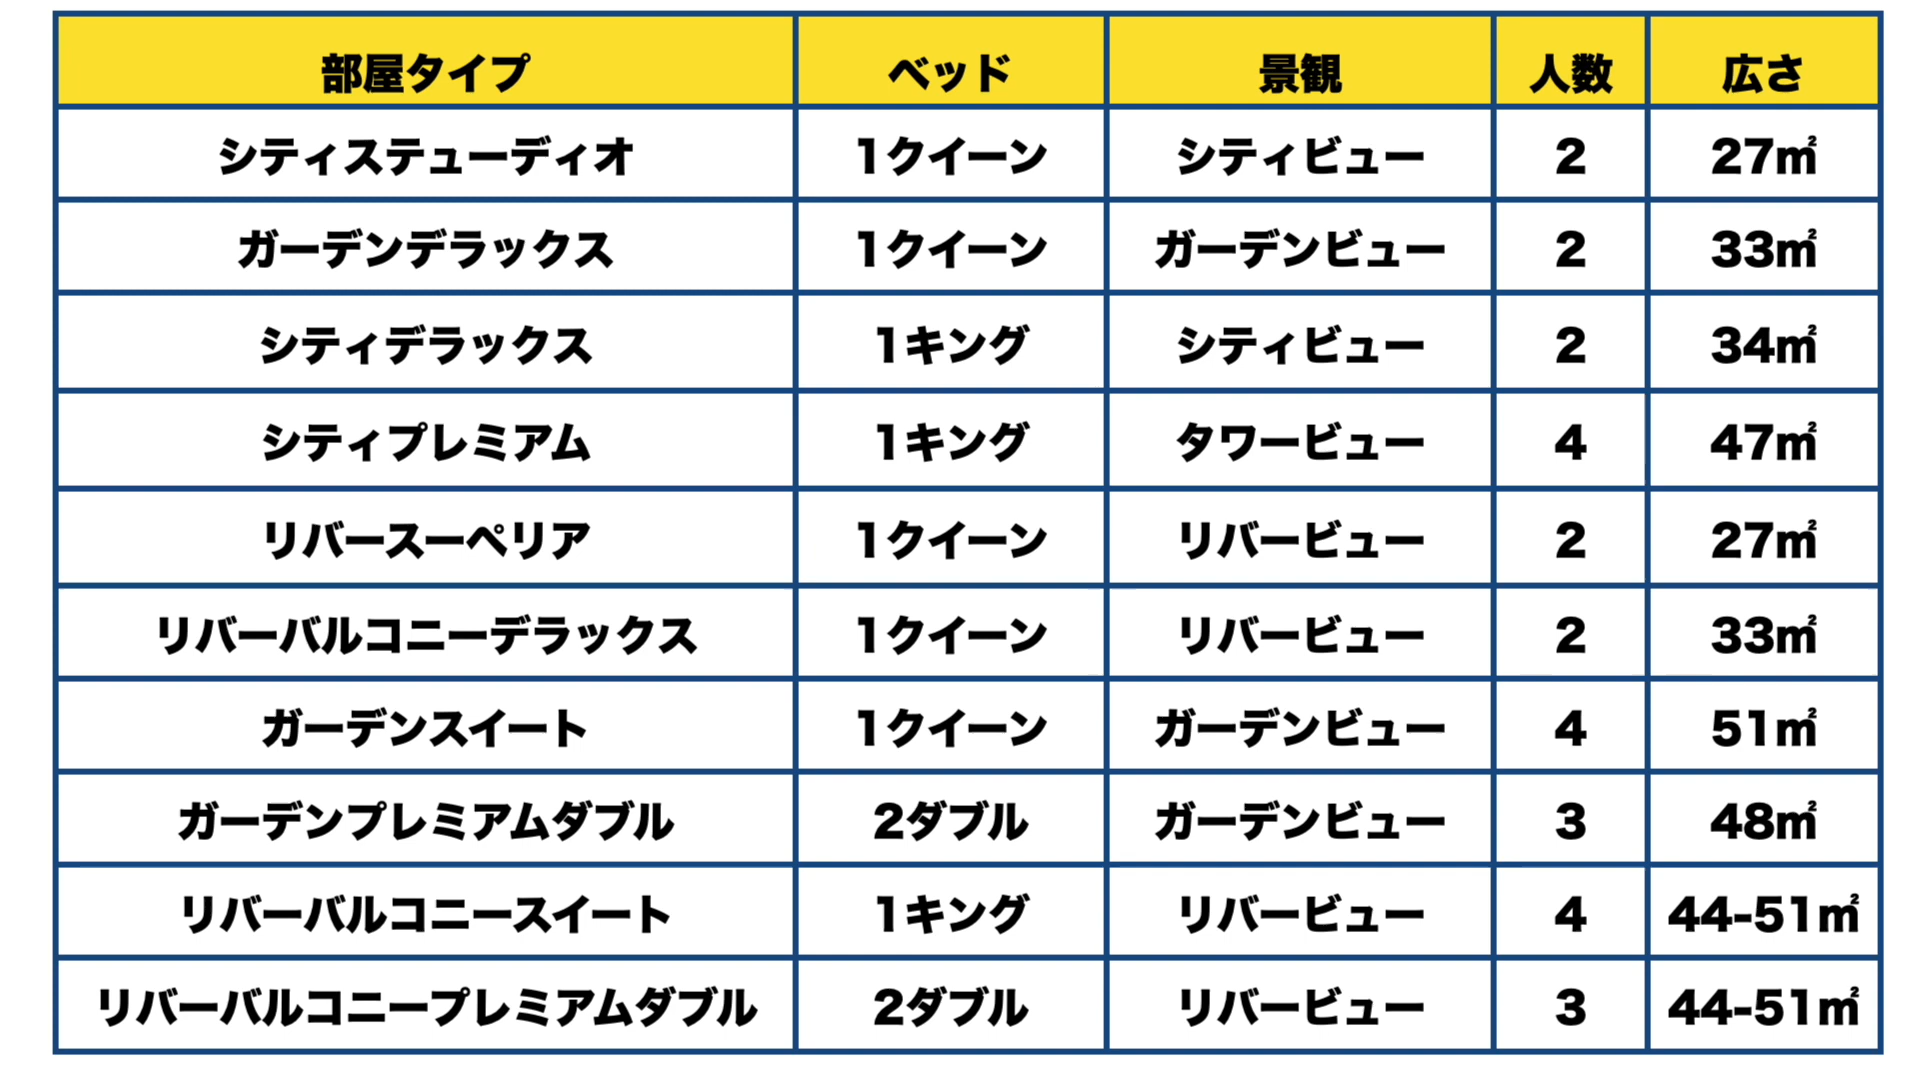 部屋タイプ ベッド 景観 人数 広さ
シティステューディオ 1クイーン シティビュー 2 27㎡
ガーデンデラックス 1クイーン ガーデンビュー 2 33㎡
シティデラックス 1キング シティビュー 2 34㎡
シティプレミアム 1キング タワービュー 4 47㎡
リバースーペリア 1クイーン リバービュー 2 27㎡
リバーバルコニーデラックス 1クイーン リバービュー 2 33㎡
ガーデンスイート 1クイーン ガーデンビュー 4 51㎡
ガーデンプレミアムダブル 2ダブル ガーデンビュー 3 48㎡
リバーバルコニースイート 1キング リバービュー 4 44-51㎡
リバーバルコニープレミアムダブル 2ダブル リバービュー 3 44-51㎡